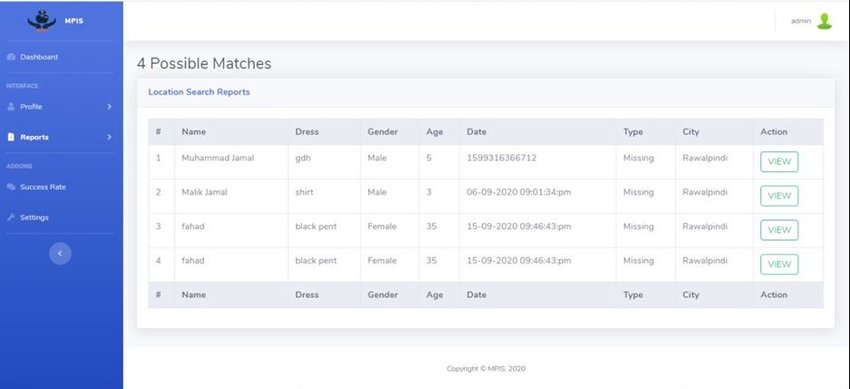 MPIS
admin
Dashboard
4 Possible Matches
INTERFACE
Location Search Reports
Profile
Reports
ADDONS
Success Rate
Settings
# Name Dress Gender Age Date Type City Action
1 Muhammad Jamal gdh Male 5 1599316366712 Missing Rawalpindi VIEW
2 Malik Jamal shirt Male 3 06-09-2020 09:01:34:pm Missing Rawalpindi VIEW
3 fahad black pent Female 35 15-09-2020 09:46:43:pm Missing Rawalpindi VIEW
4 fahad black pent Female 35 15-09-2020 09:46:43:pm Missing Rawalpindi VIEW
# Name Dress Gender Age Date Type City Action
Copyright © MPIS, 2020